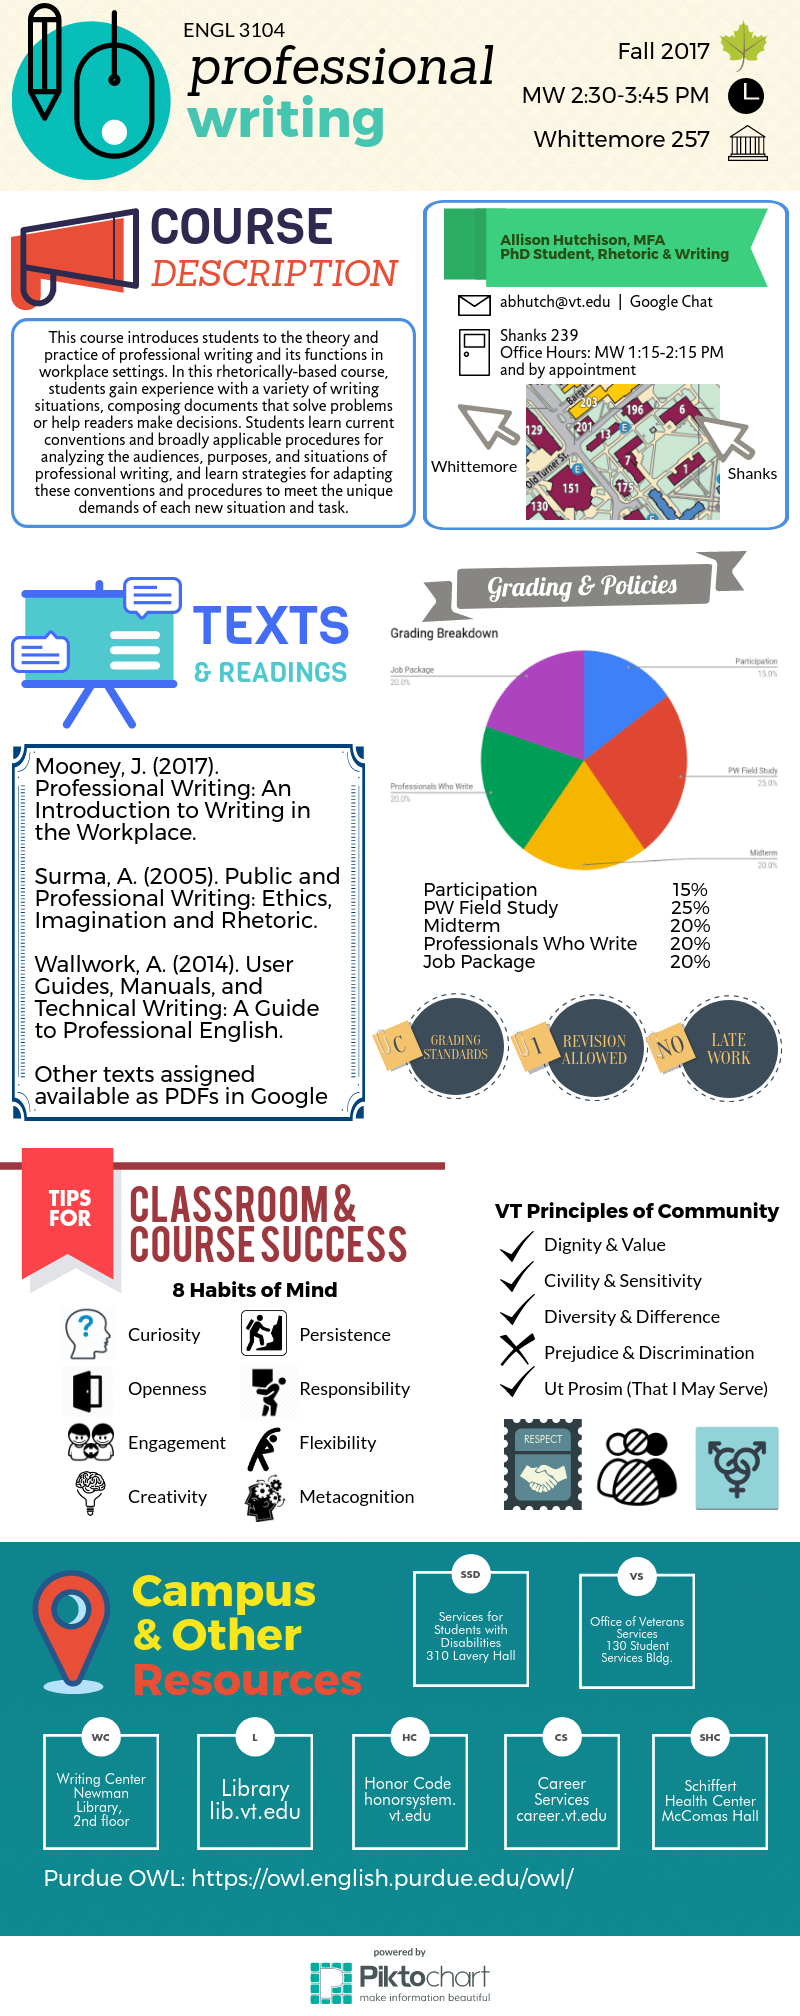 ENGL 3104
professional
writing
Fall 2017
MW 2:30-3:45 PM
Whittemore 257
COURSE
DESCRIPTION
This course introduces students to the theory and
practice of professional writing and its functions in
workplace settings. In this rhetorically-based course,
students gain experience with a variety of writing
situations, composing documents that solve problems
or help readers make decisions. Students learn current
conventions and broadly applicable procedures for
analyzing the audiences, purposes, and situations of
professional writing, and learn strategies for adapting
these conventions and procedures to meet the unique
demands of each new situation and task.
Allison Hutchison, MFA
PhD Student, Rhetoric & Writing
abhutch@vt.edu | Google Chat
Shanks 239
Office Hours: MW 1:15-2:15 PM
and by appointment
Barger
203
196
6
129
201
13
E
Old Turner St.
E
7
1
151
175
130
E
Whittemore
Shanks
TEXTS
& READINGS
Mooney, J. (2017).
Professional Writing: An
Introduction to Writing in
the Workplace.
Surma, A. (2005). Public and
Professional Writing: Ethics,
Imagination and Rhetoric.
Wallwork, A. (2014). User
Guides, Manuals, and
Technical Writing: A Guide
to Professional English.
Other texts assigned
available as PDFs in Google
Grading & Policies
Grading Breakdown
Job Package
20.0%
Participation
15.0%
PW Field Study
25.0%
Professionals Who Write
20.0%
Midterm
20.0%
Participation 15%
PW Field Study 25%
Midterm 20%
Professionals Who Write 20%
Job Package 20%
C
GRADING
STANDARDS
1
REVISION
ALLOWED
NO
LATE
WORK
TIPS
FOR
CLASSROOM &
COURSE SUCCESS
8 Habits of Mind
?
Curiosity
Persistence
Openness
Responsibility
Engagement
Flexibility
Creativity
Metacognition
VT Principles of Community
Dignity & Value
Civility & Sensitivity
Diversity & Difference
Prejudice & Discrimination
Ut Prosim (That I May Serve)
RESPECT
Campus
& Other
Resources
SSD
Services for
Students with
Disabilities
310 Lavery Hall
VS
Office of Veterans
Services
130 Student
Services Bldg.
WC
Writing Center
Newman
Library,
2nd floor
L
Library
lib.vt.edu
HC
Honor Code
honorsystem.
vt.edu
CS
Career
Services
career.vt.edu
SHC
Schiffert
Health Center
McComas Hall
Purdue OWL: https://owl.english.purdue.edu/owl/
powered by
Piktochart
make information beautiful